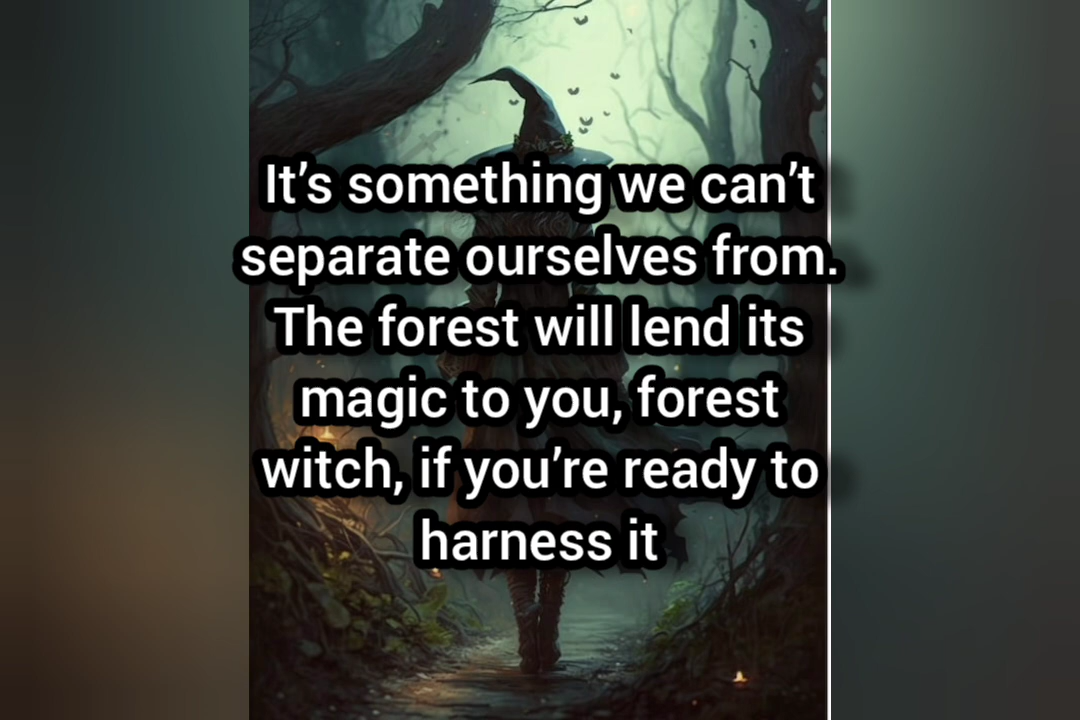 It’s something we can’t
separate ourselves from.
The forest will lend its
magic to you, forest
witch, if you’re ready to
harness it